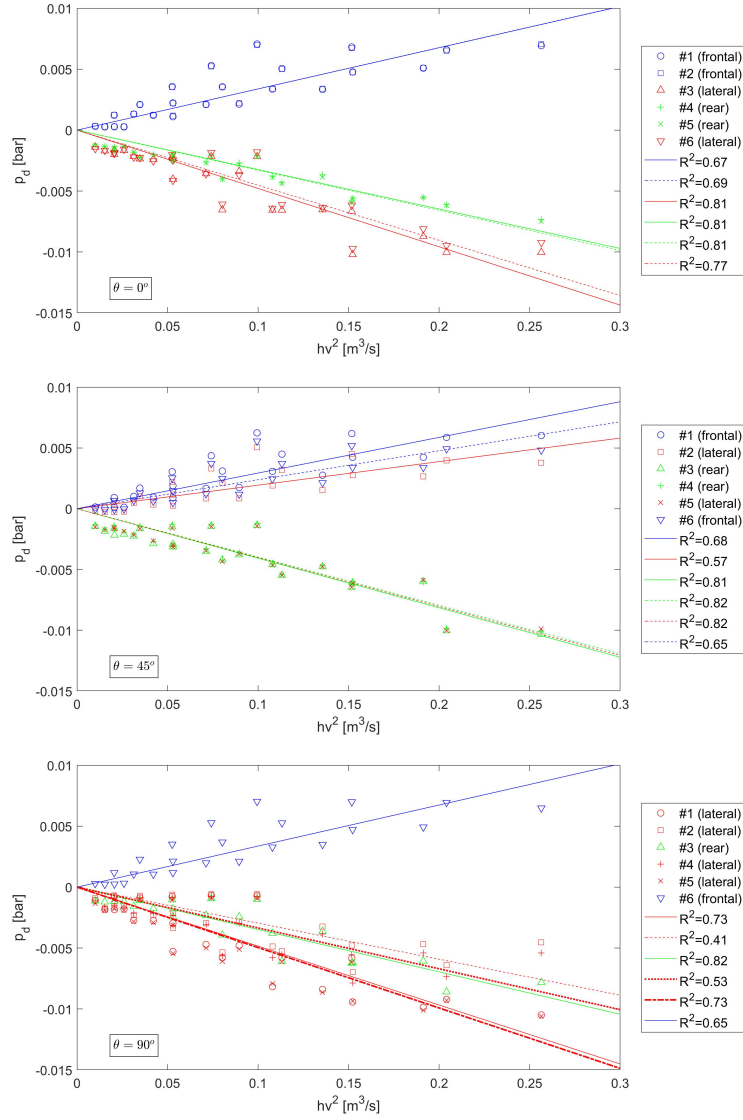 0.01
0.005
0
-0.005
-0.01
-0.015
p_d [bar]
θ = 0°
0 0.05 0.1 0.15 0.2 0.25 0.3
hv² [m³/s]
#1 (frontal)
#2 (frontal)
#3 (lateral)
#4 (rear)
#5 (rear)
#6 (lateral)
R²=0.67
R²=0.69
R²=0.81
R²=0.81
R²=0.81
R²=0.77
0.01
0.005
0
-0.005
-0.01
-0.015
p_d [bar]
θ = 45°
0 0.05 0.1 0.15 0.2 0.25 0.3
hv² [m³/s]
#1 (frontal)
#2 (lateral)
#3 (rear)
#4 (rear)
#5 (lateral)
#6 (frontal)
R²=0.68
R²=0.57
R²=0.81
R²=0.82
R²=0.82
R²=0.65
0.01
0.005
0
-0.005
-0.01
-0.015
p_d [bar]
θ = 90°
0 0.05 0.1 0.15 0.2 0.25 0.3
hv² [m³/s]
#1 (lateral)
#2 (lateral)
#3 (rear)
#4 (lateral)
#5 (lateral)
#6 (frontal)
R²=0.73
R²=0.41
R²=0.82
R²=0.53
R²=0.73
R²=0.65